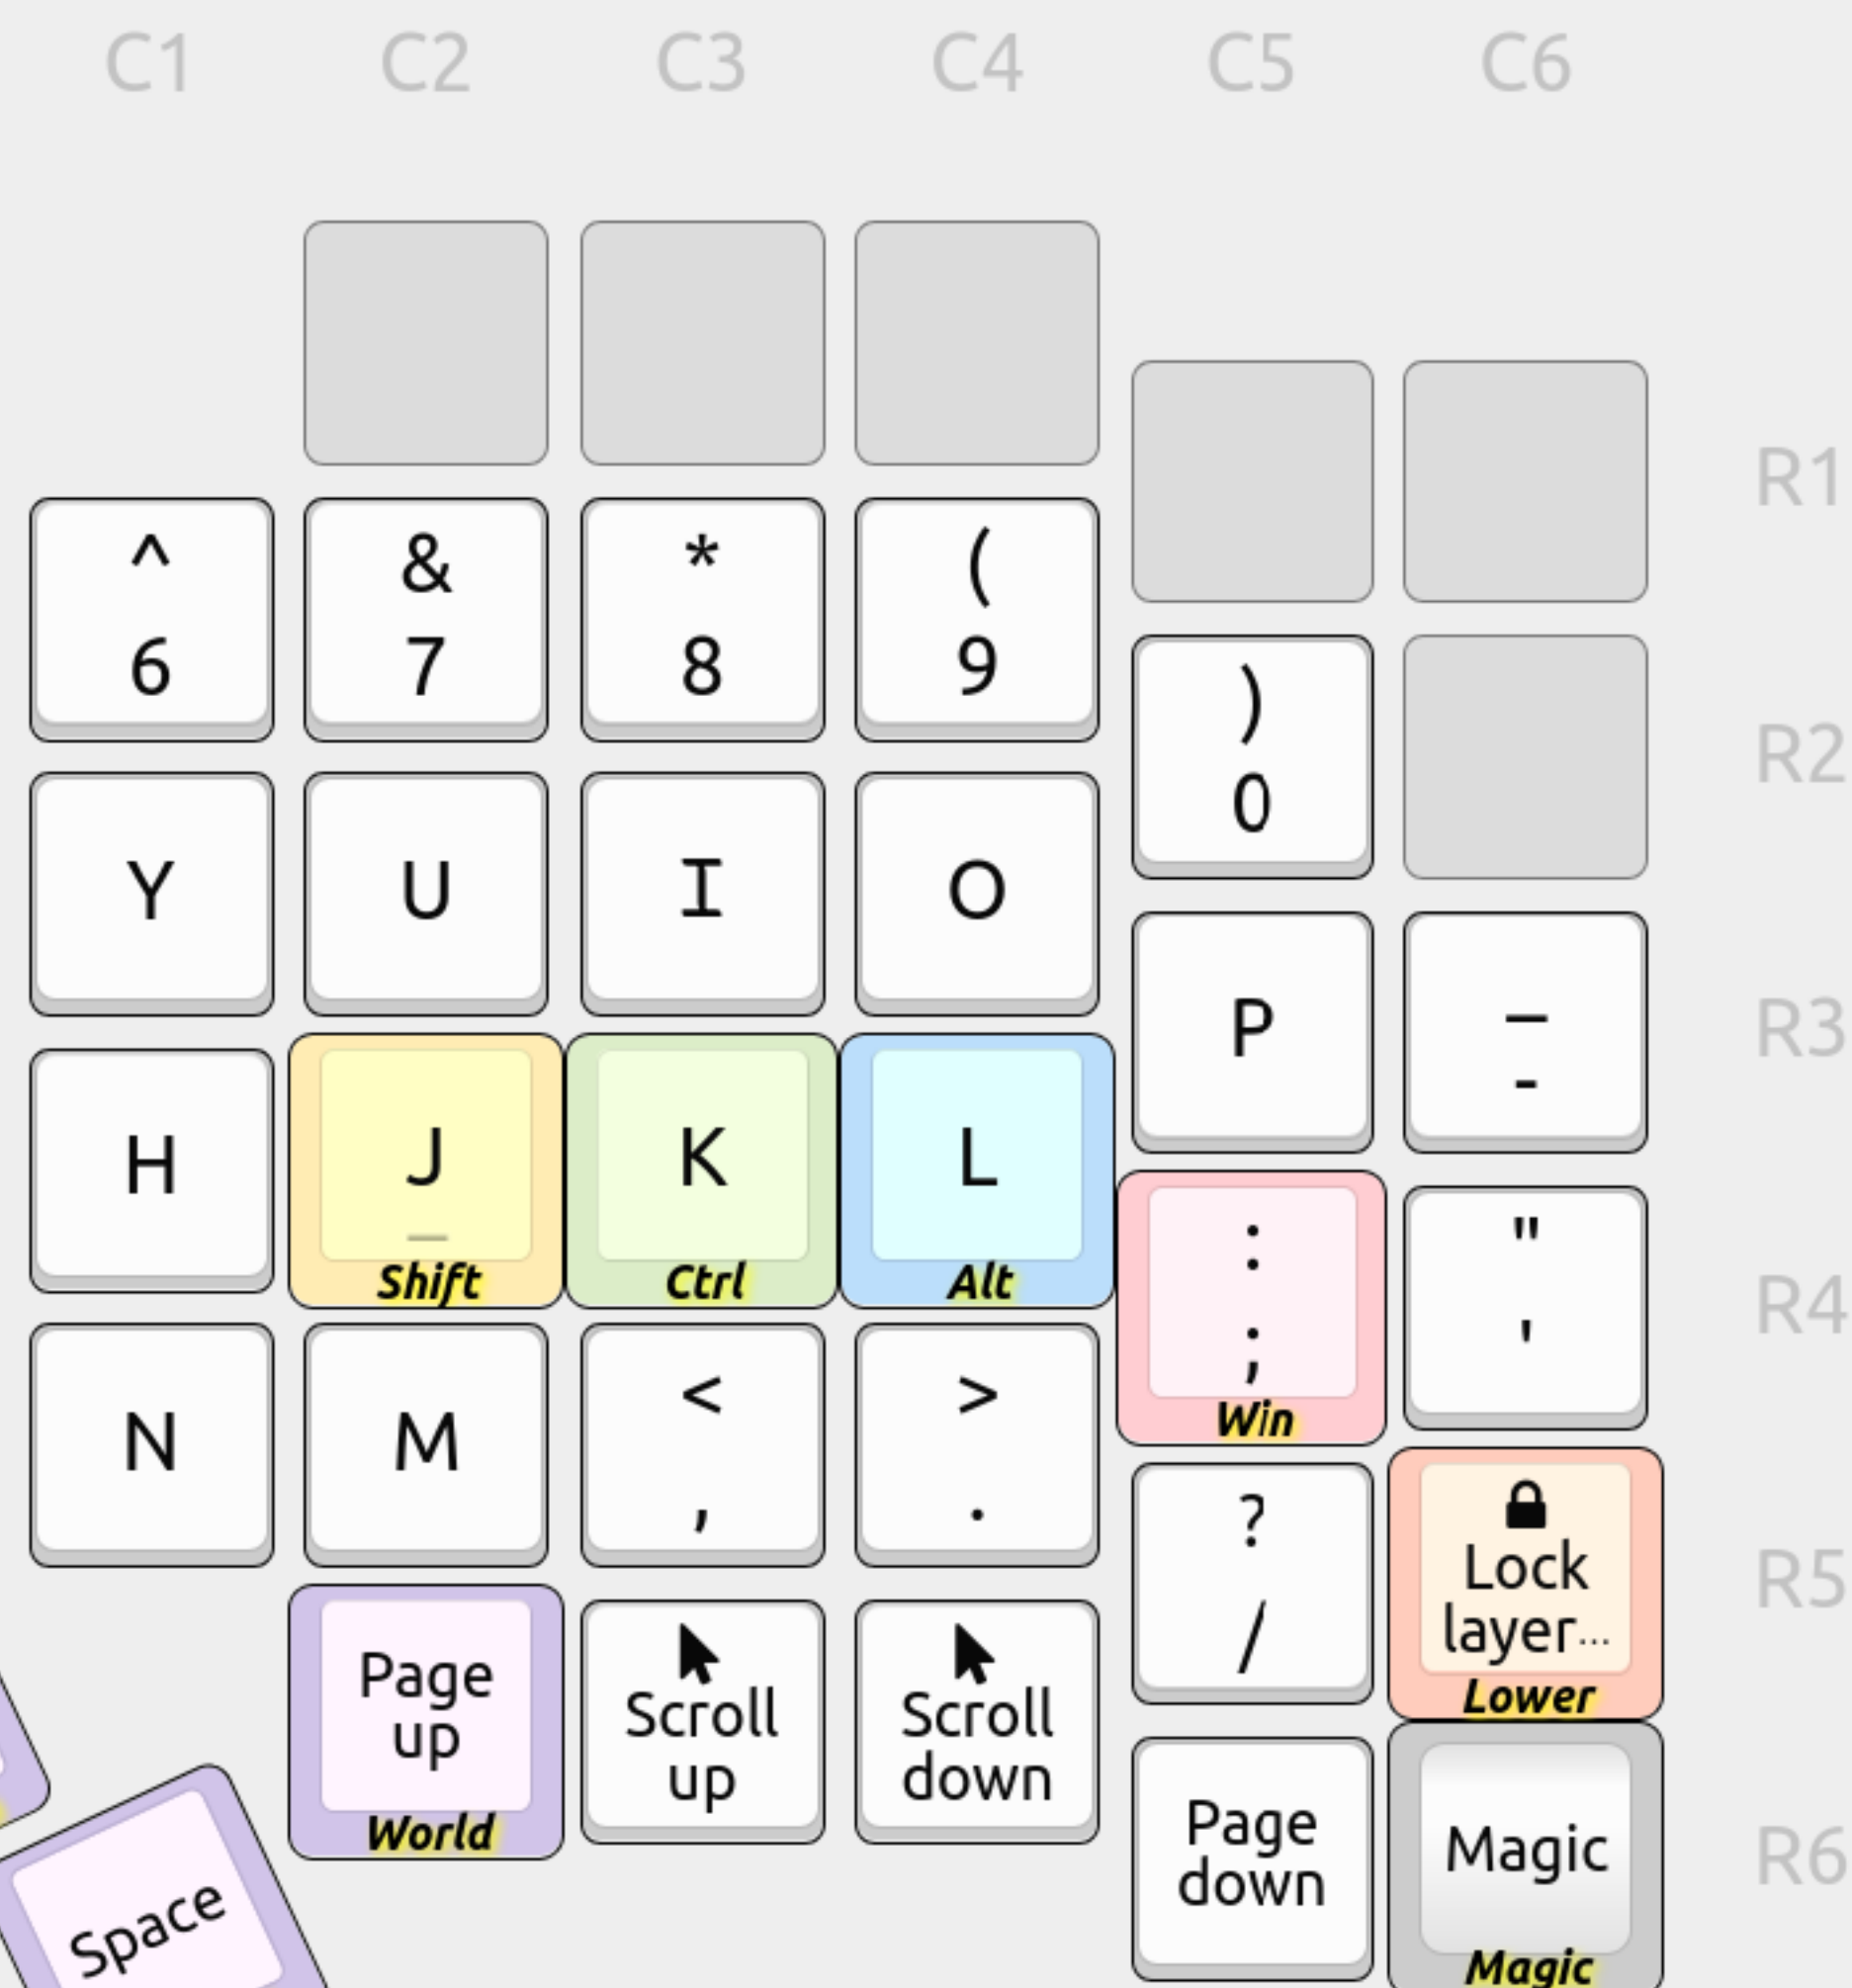 C1 C2 C3 C4 C5 C6
R1
^ & * (
6 7 8 9
)
0
R2
Y U I O
P
_
-
R3
H J K L
Shift Ctrl Alt
:
;
Win
"
'
R4
N M
<
,
>
.
?
/
Lock
layer...
Lower
R5
Page
up
World
Scroll
up
Scroll
down
Page
down
Magic
Magic
R6
Space